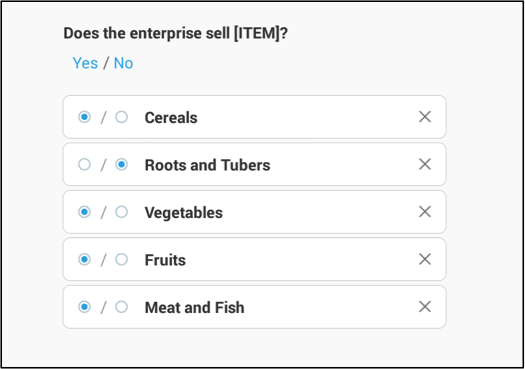 Does the enterprise sell [ITEM]?
Yes / No
/ Cereals
/ Roots and Tubers
/ Vegetables
/ Fruits
/ Meat and Fish